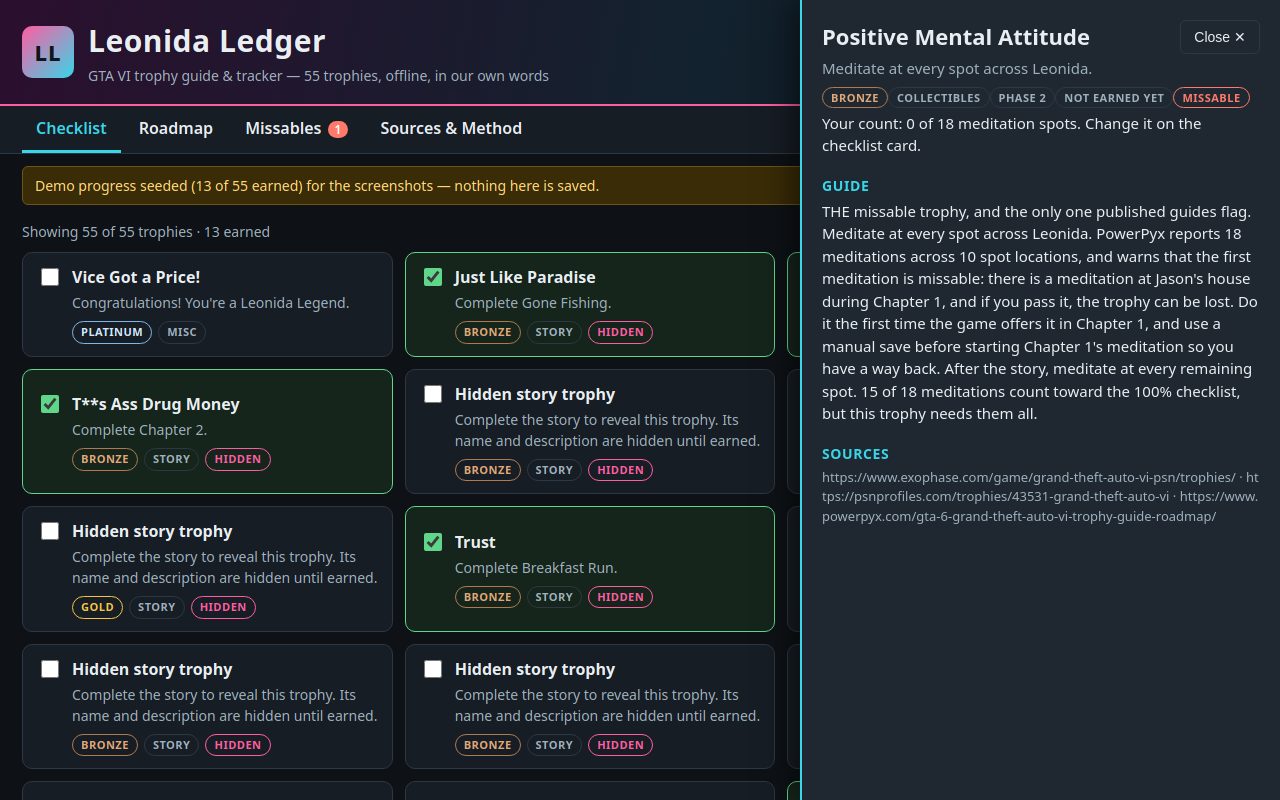 LL
Leonida Ledger
GTA VI trophy guide & tracker — 55 trophies, offline, in our own words
Checklist
Roadmap
Missables 1
Sources & Method
Demo progress seeded (13 of 55 earned) for the screenshots — nothing here is saved.
Showing 55 of 55 trophies · 13 earned
Vice Got a Price!
Congratulations! You're a Leonida Legend.
PLATINUM MISC
Just Like Paradise
Complete Gone Fishing.
BRONZE STORY HIDDEN
T**s Ass Drug Money
Complete Chapter 2.
BRONZE STORY HIDDEN
Hidden story trophy
Complete the story to reveal this trophy. Its
name and description are hidden until earned.
BRONZE STORY HIDDEN
Hidden story trophy
Complete the story to reveal this trophy. Its
name and description are hidden until earned.
GOLD STORY HIDDEN
Trust
Complete Breakfast Run.
BRONZE STORY HIDDEN
Hidden story trophy
Complete the story to reveal this trophy. Its
name and description are hidden until earned.
BRONZE STORY HIDDEN
Hidden story trophy
Complete the story to reveal this trophy. Its
name and description are hidden until earned.
BRONZE STORY HIDDEN
Positive Mental Attitude
Close ✕
Meditate at every spot across Leonida.
BRONZE COLLECTIBLES PHASE 2 NOT EARNED YET MISSABLE
Your count: 0 of 18 meditation spots. Change it on the
checklist card.
GUIDE
THE missable trophy, and the only one published guides flag.
Meditate at every spot across Leonida. PowerPyx reports 18
meditations across 10 spot locations, and warns that the first
meditation is missable: there is a meditation at Jason's house
during Chapter 1, and if you pass it, the trophy can be lost. Do
it the first time the game offers it in Chapter 1, and use a
manual save before starting Chapter 1's meditation so you
have a way back. After the story, meditate at every remaining
spot. 15 of 18 meditations count toward the 100% checklist,
but this trophy needs them all.
SOURCES
https://www.exophase.com/game/grand-theft-auto-vi-psn/trophies/ · ht
tps://psnprofiles.com/trophies/43531-grand-theft-auto-vi · https://www.
powerpyx.com/gta-6-grand-theft-auto-vi-trophy-guide-roadmap/